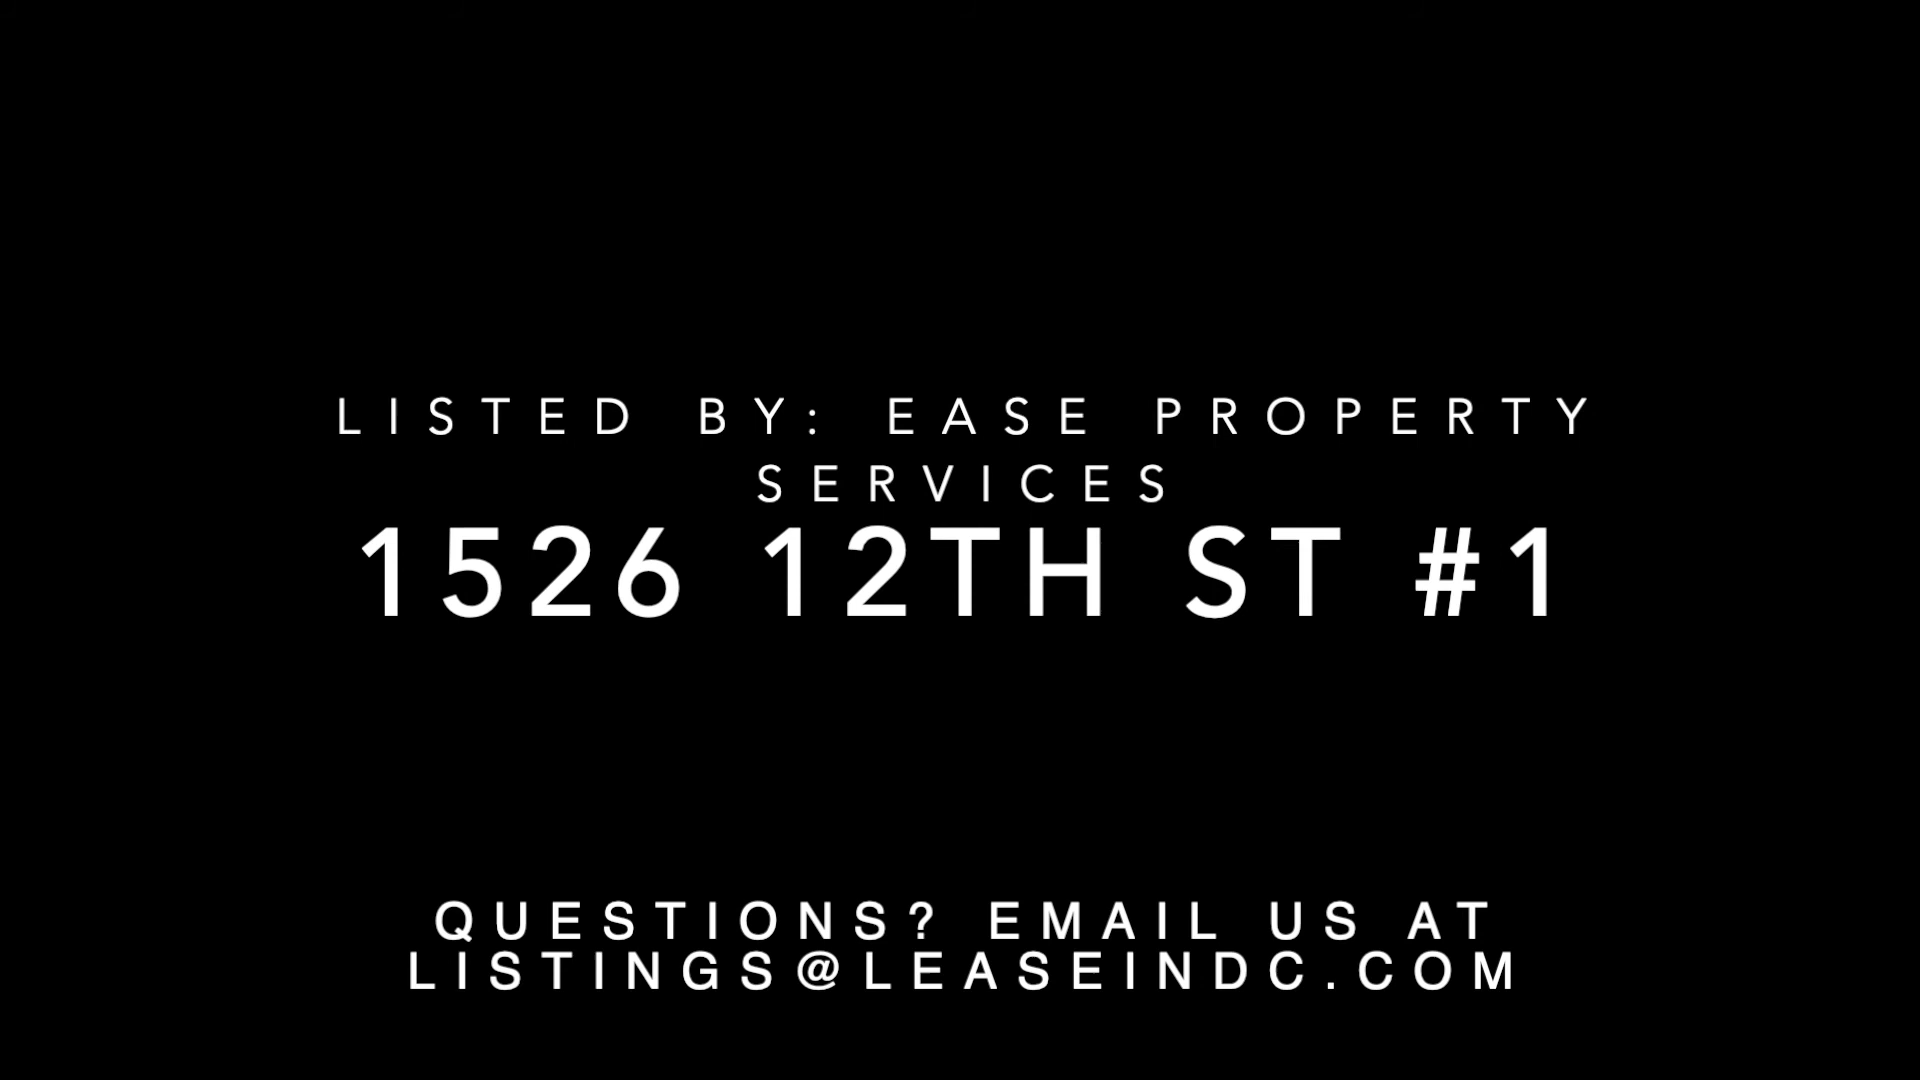 LISTED BY: EASE PROPERTY
SERVICES
1526 12TH ST #1
QUESTIONS? EMAIL US AT
LISTINGS@LEASEINDC.COM